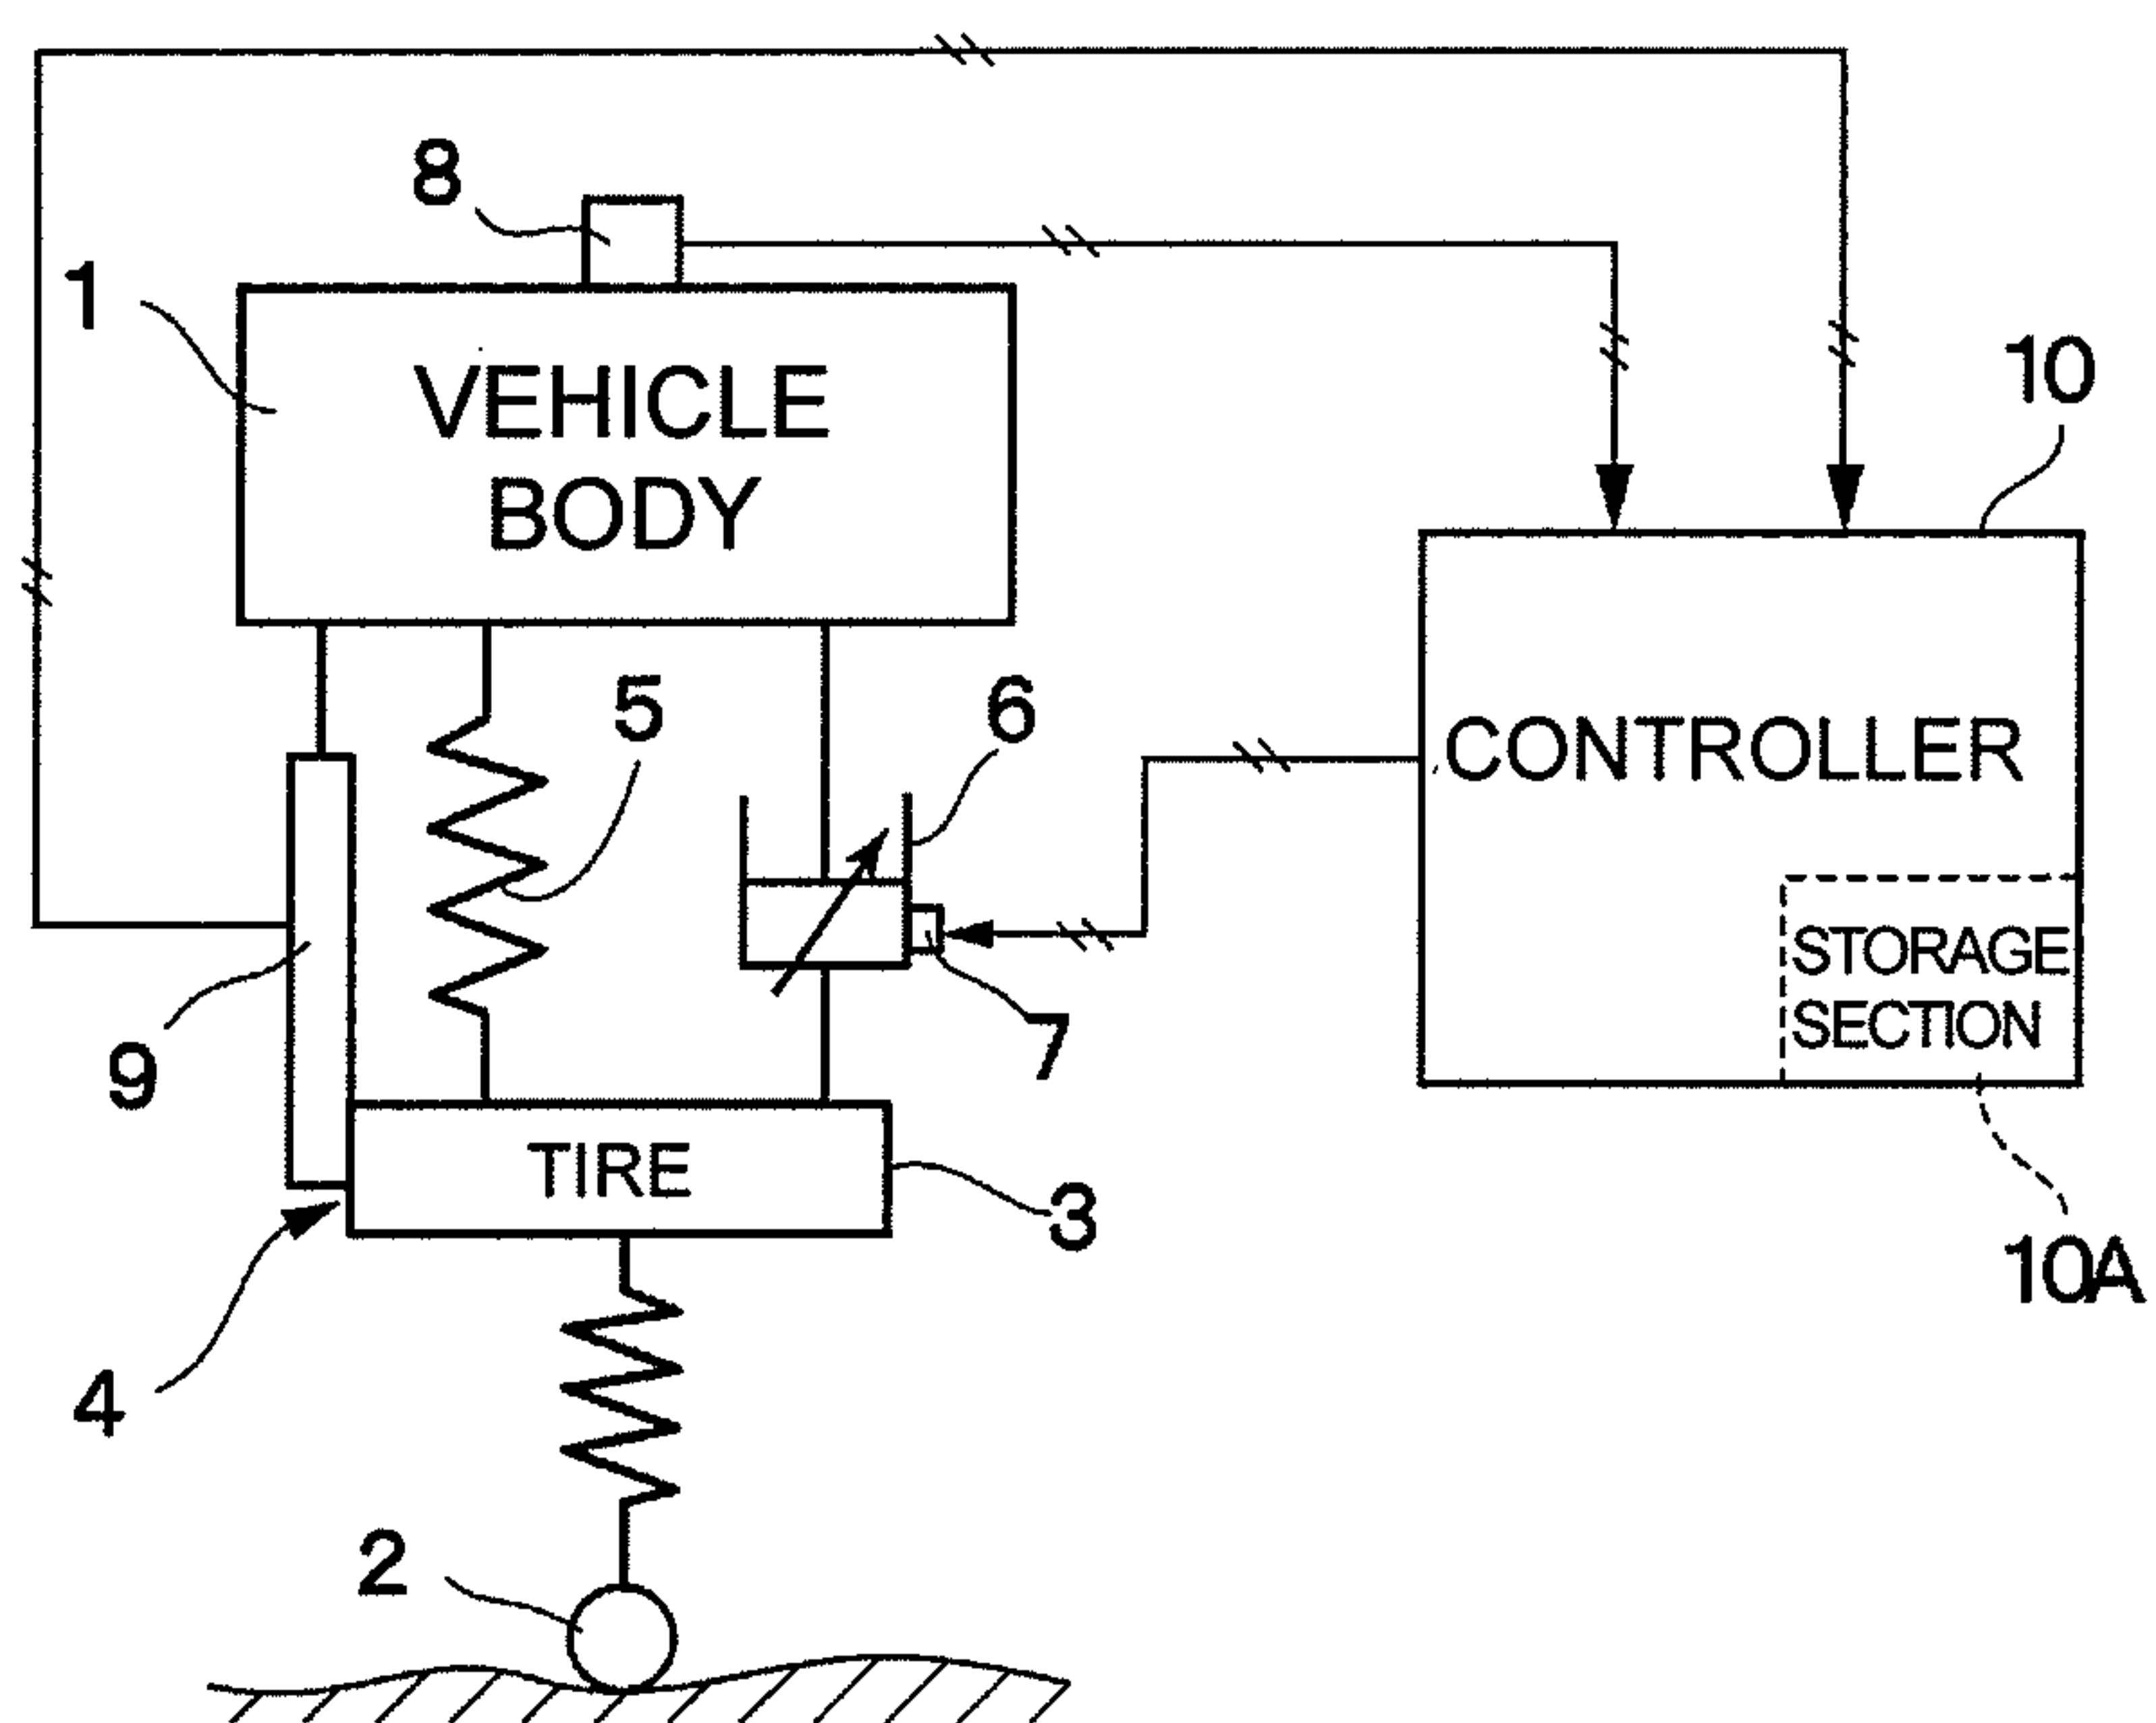 8
1
VEHICLE
BODY
10
5
6
CONTROLLER
STORAGE
SECTION
9
7
TIRE
3
10A
4
2